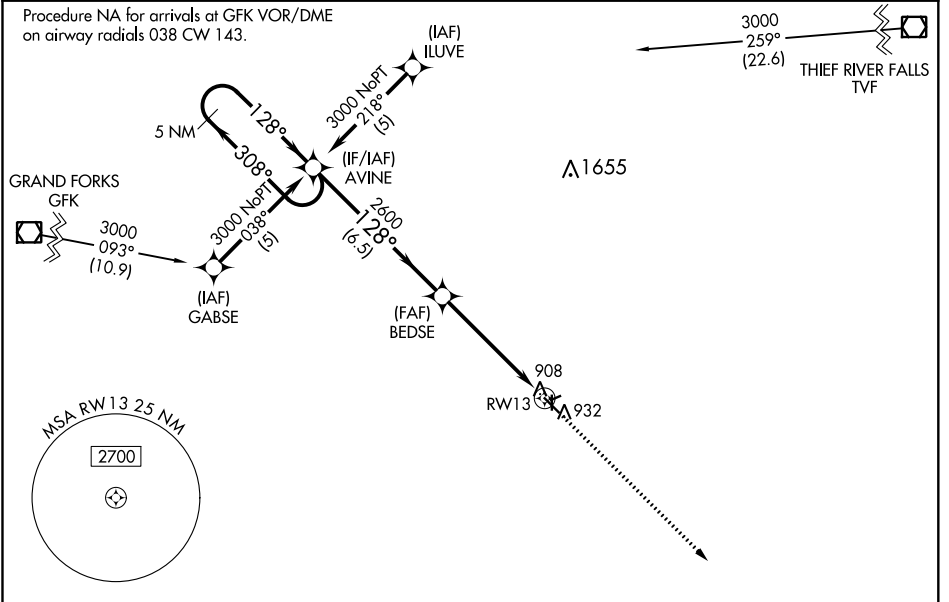 Procedure NA for arrivals at GFK VOR/DME
on airway radials 038 CW 143.
(IAF)
ILUVE
3000
259°
(22.6)
THIEF RIVER FALLS
TVF
3000 NoPT
218°
(5)
5 NM
128°
308°
(IF/IAF)
AVINE
1655
GRAND FORKS
GFK
3000
093°
(10.9)
3000 NoPT
038°
(5)
2600
128°
(6.5)
(IAF)
GABSE
(FAF)
BEDSE
908
RW13
932
MSA RW13 25 NM
2700